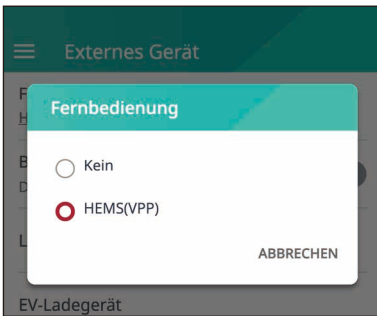 Externes Gerät
F
H
Fernbedienung
Kein
B
D
HEMS(VPP)
L
ABBRECHEN
EV-Ladegerät